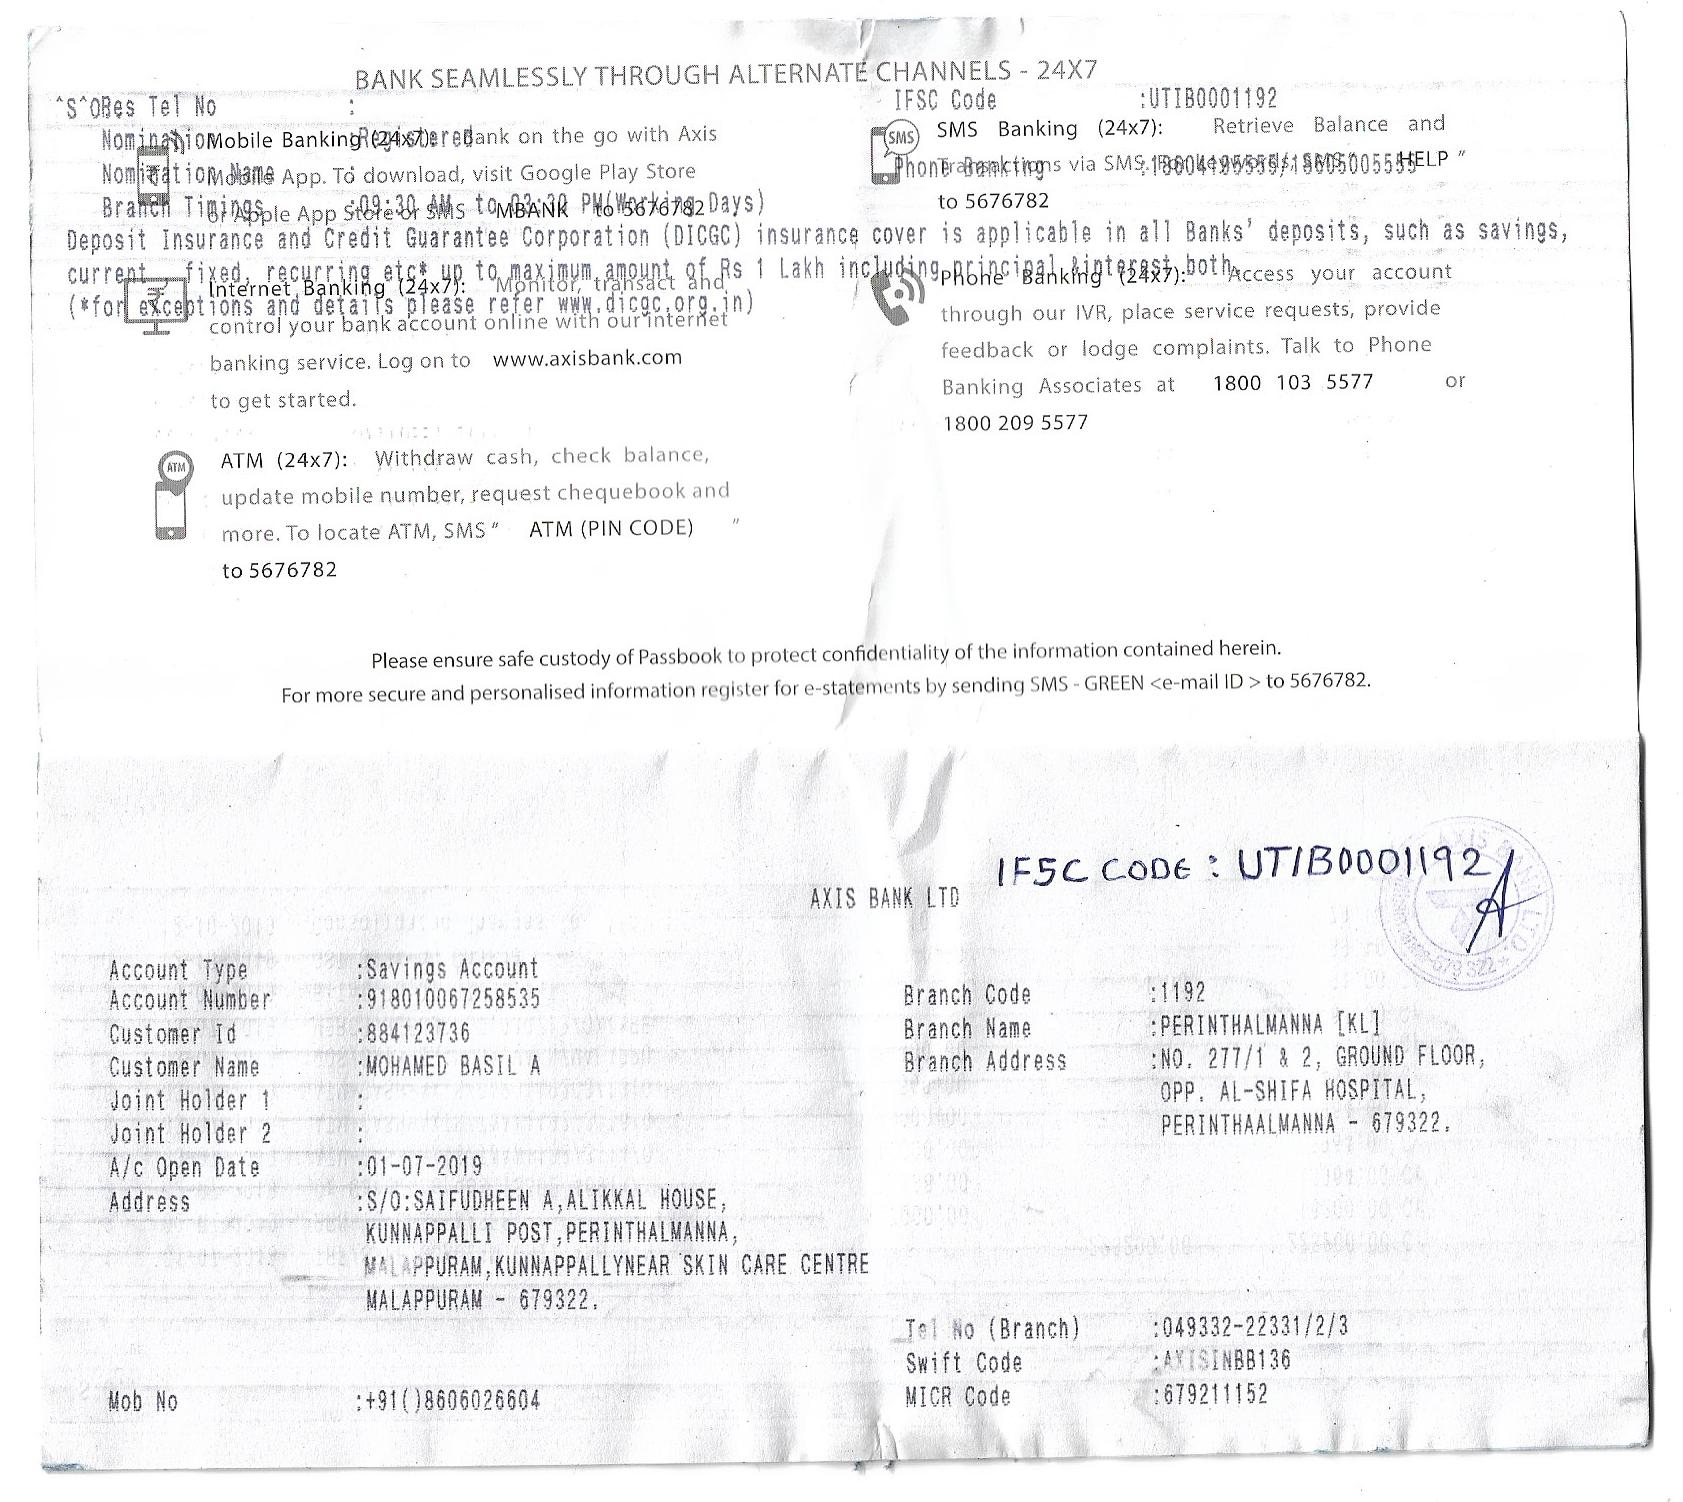 BANK SEAMLESSLY THROUGH ALTERNATE CHANNELS - 24X7
^S^OBes Tel No :
IFSC Code :UTIB0001192
Nomination :Registered
Nomination Name
Branch Timings :09:30 AM to 03:30 PM(Working Days)
Phone Banking :18604195555/18605005555
Deposit Insurance and Credit Guarantee Corporation (DICGC) insurance cover is applicable in all Banks' deposits, such as savings,
current fixed, recurring etc* up to maximum amount of Rs 1 Lakh including principal &interest both
(*for exceptions and details please refer www.dicgc.org.in)
Mobile Banking (24x7): Bank on the go with Axis
Mobile App. To download, visit Google Play Store
or Apple App Store or SMS MBANK to 5676782
SMS
SMS Banking (24x7): Retrieve Balance and
Transactions via SMS. HELP "
to 5676782
Internet Banking (24x7): Monitor, transact and
control your bank account online with our internet
banking service. Log on to www.axisbank.com
to get started.
Phone Banking (24x7): Access your account
through our IVR, place service requests, provide
feedback or lodge complaints. Talk to Phone
Banking Associates at 1800 103 5577 or
1800 209 5577
ATM
ATM (24x7): Withdraw cash, check balance,
update mobile number, request chequebook and
more. To locate ATM, SMS " ATM (PIN CODE) "
to 5676782
Please ensure safe custody of Passbook to protect confidentiality of the information contained herein.
For more secure and personalised information register for e-statements by sending SMS - GREEN <e-mail ID > to 5676782.
IFSC CODE : UTIB0001192
AXIS BANK LTD
AXIS BANK LTD
Account Type :Savings Account
Account Number :918010067258535
Customer Id :884123736
Customer Name :MOHAMED BASIL A
Joint Holder 1 :
Joint Holder 2 :
A/c Open Date :01-07-2019
Address :S/O:SAIFUDHEEN A,ALIKKAL HOUSE,
KUNNAPPALLI POST,PERINTHALMANNA,
MALAPPURAM,KUNNAPPALLYNEAR SKIN CARE CENTRE
MALAPPURAM - 679322.
Mob No :+91()8606026604
Branch Code :1192
Branch Name :PERINTHALMANNA [KL]
Branch Address :NO. 277/1 & 2, GROUND FLOOR,
OPP. AL-SHIFA HOSPITAL,
PERINTHAALMANNA - 679322.
Tel No (Branch) :049332-22331/2/3
Swift Code :AXISINBB136
MICR Code :679211152